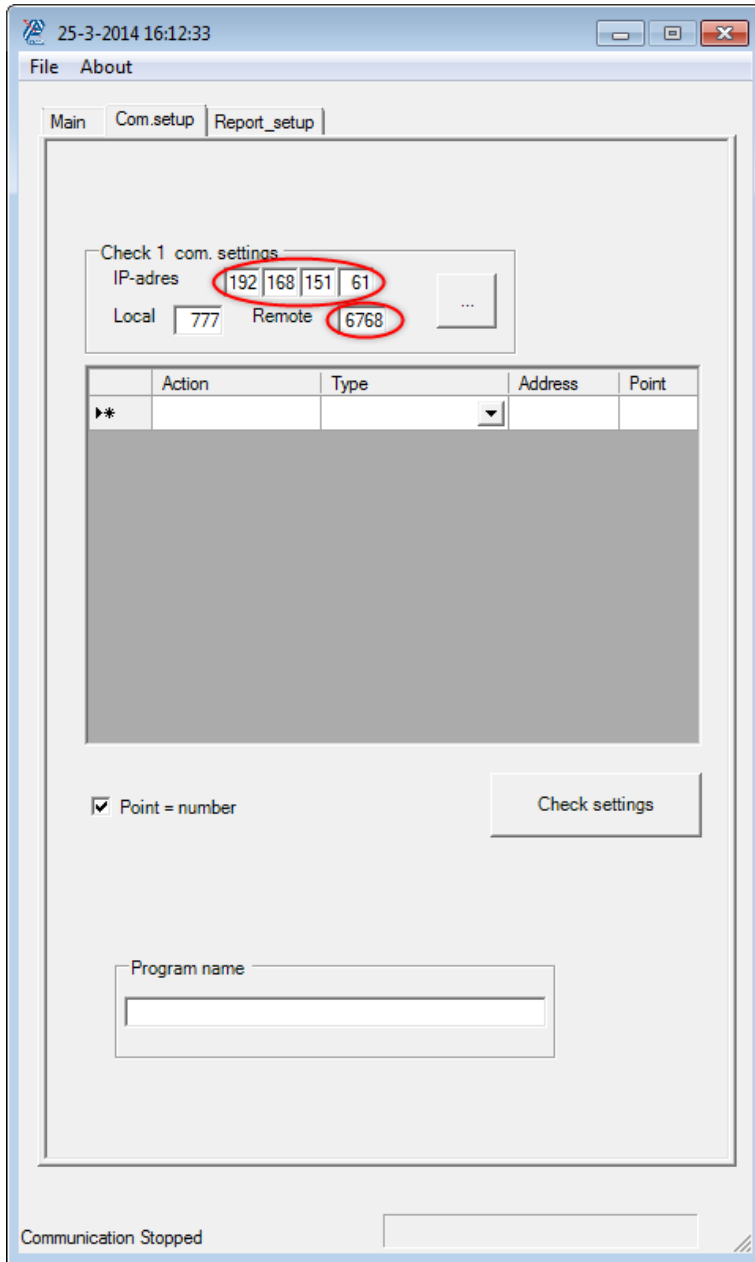 25-3-2014 16:12:33
File About
Main Com.setup Report_setup
Check 1 com. settings
IP-adres 192 168 151 61
...
Local 777 Remote 6768
Action Type Address Point
Point = number
Check settings
Program name
Communication Stopped